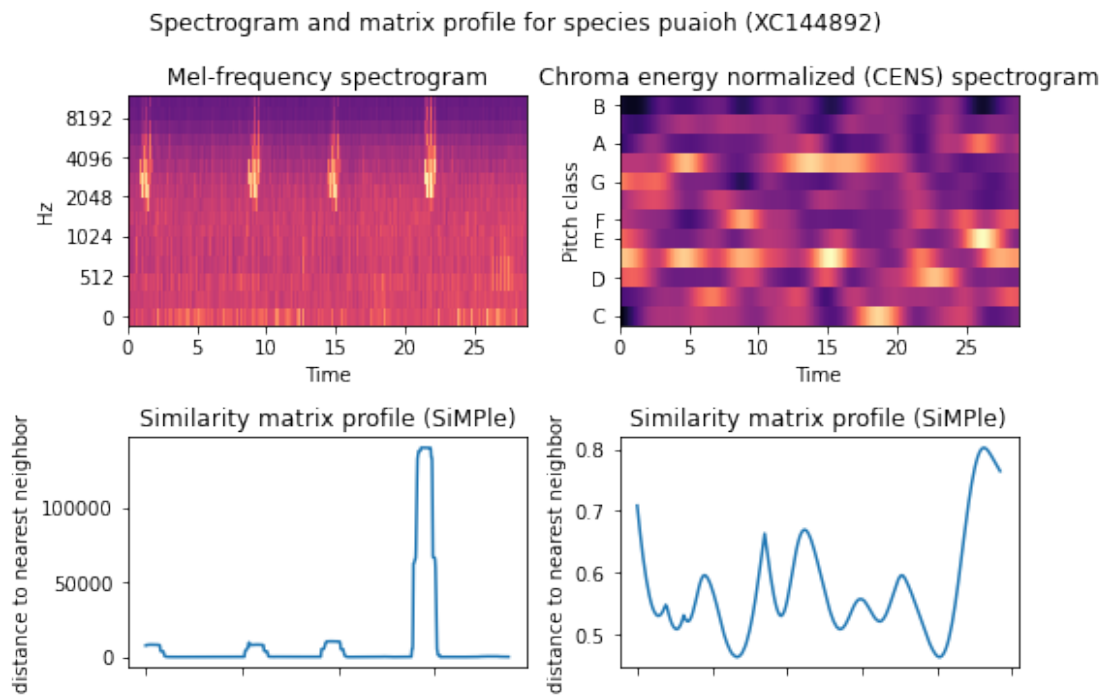 Spectrogram and matrix profile for species puaioh (XC144892)
Mel-frequency spectrogram
Hz
8192
4096
2048
1024
512
0
0 5 10 15 20 25
Time
Chroma energy normalized (CENS) spectrogram
Pitch class
B
A
G
F
E
D
C
0 5 10 15 20 25
Time
Similarity matrix profile (SiMPle)
distance to nearest neighbor
100000
50000
0
Similarity matrix profile (SiMPle)
distance to nearest neighbor
0.8
0.7
0.6
0.5